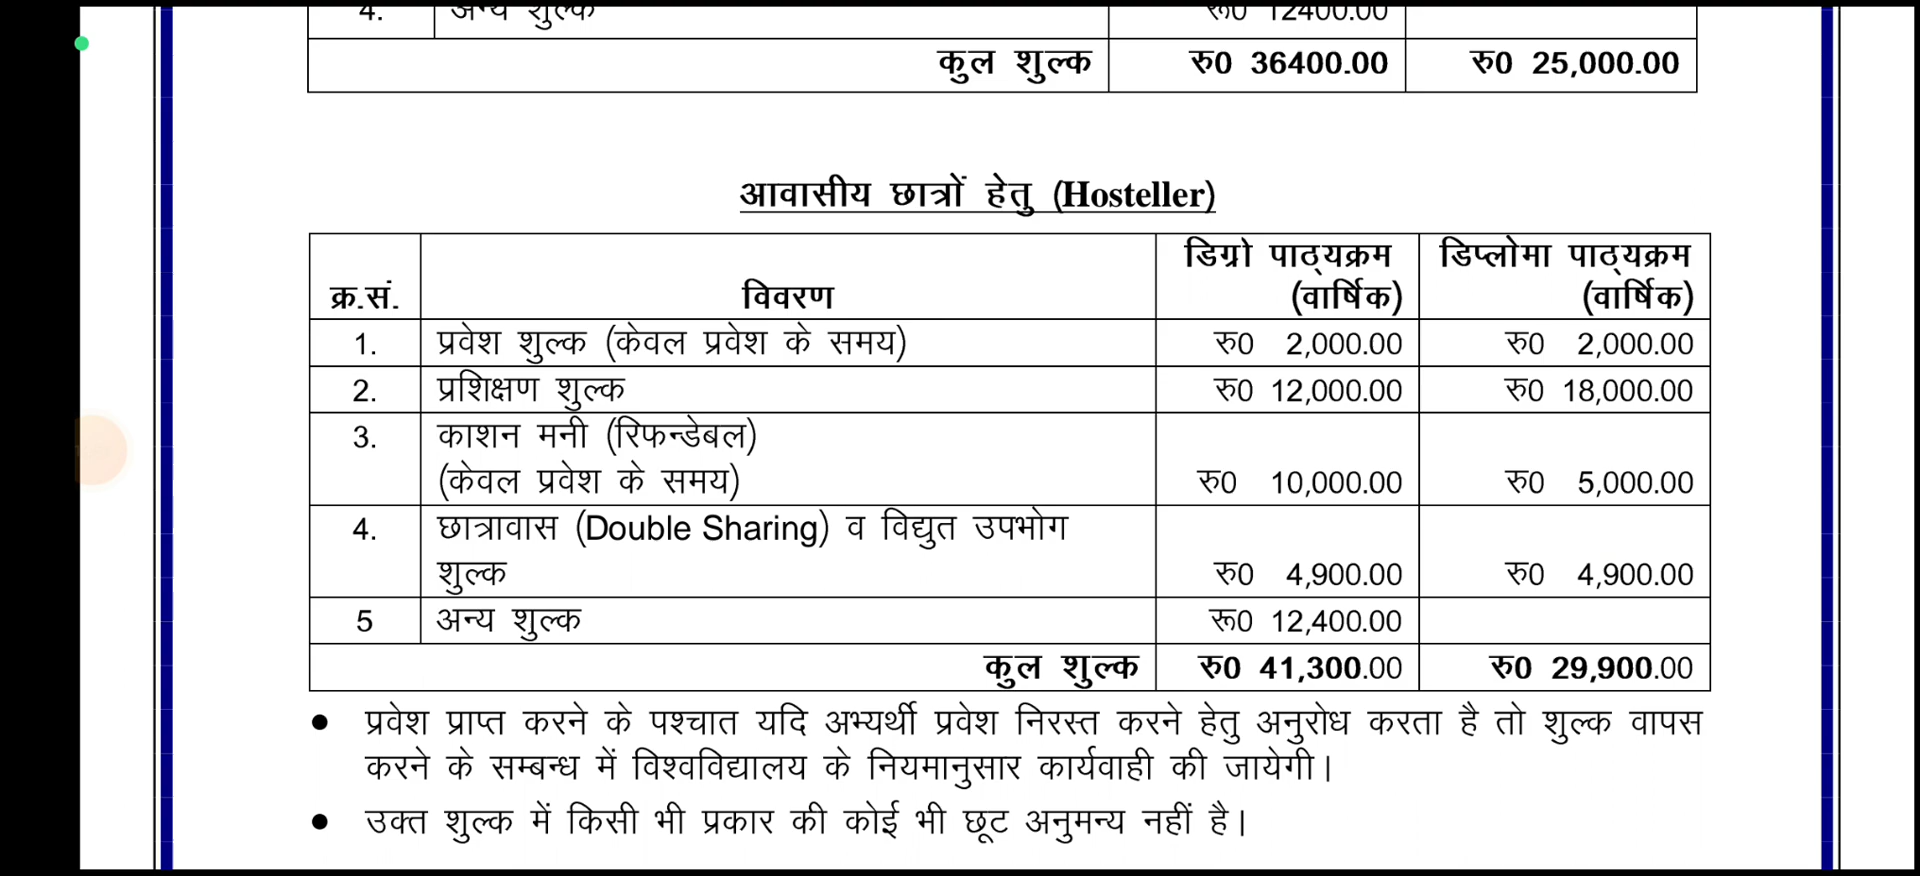 4. अन्य शुल्क रू0 12400.00
कुल शुल्क रु0 36400.00 रु0 25,000.00
आवासीय छात्रों हेतु (Hosteller)
क्र.सं. विवरण डिग्री पाठ्यक्रम (वार्षिक) डिप्लोमा पाठ्यक्रम (वार्षिक)
1. प्रवेश शुल्क (केवल प्रवेश के समय) रु0 2,000.00 रु0 2,000.00
2. प्रशिक्षण शुल्क रु0 12,000.00 रु0 18,000.00
3. काशन मनी (रिफन्डेबल)
(केवल प्रवेश के समय) रु0 10,000.00 रु0 5,000.00
4. छात्रावास (Double Sharing) व विद्युत उपभोग
शुल्क रु0 4,900.00 रु0 4,900.00
5 अन्य शुल्क रू0 12,400.00
कुल शुल्क रु0 41,300.00 रु0 29,900.00
● प्रवेश प्राप्त करने के पश्चात यदि अभ्यर्थी प्रवेश निरस्त करने हेतु अनुरोध करता है तो शुल्क वापस
करने के सम्बन्ध में विश्वविद्यालय के नियमानुसार कार्यवाही की जायेगी।
● उक्त शुल्क में किसी भी प्रकार की कोई भी छूट अनुमन्य नहीं है।